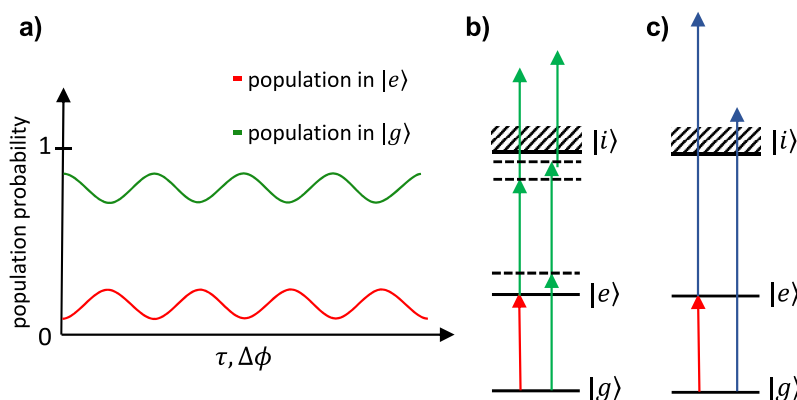 a)
population in |e⟩
population in |g⟩
population probability
1
0
τ, Δϕ
b)
|i⟩
|e⟩
|g⟩
c)
|i⟩
|e⟩
|g⟩